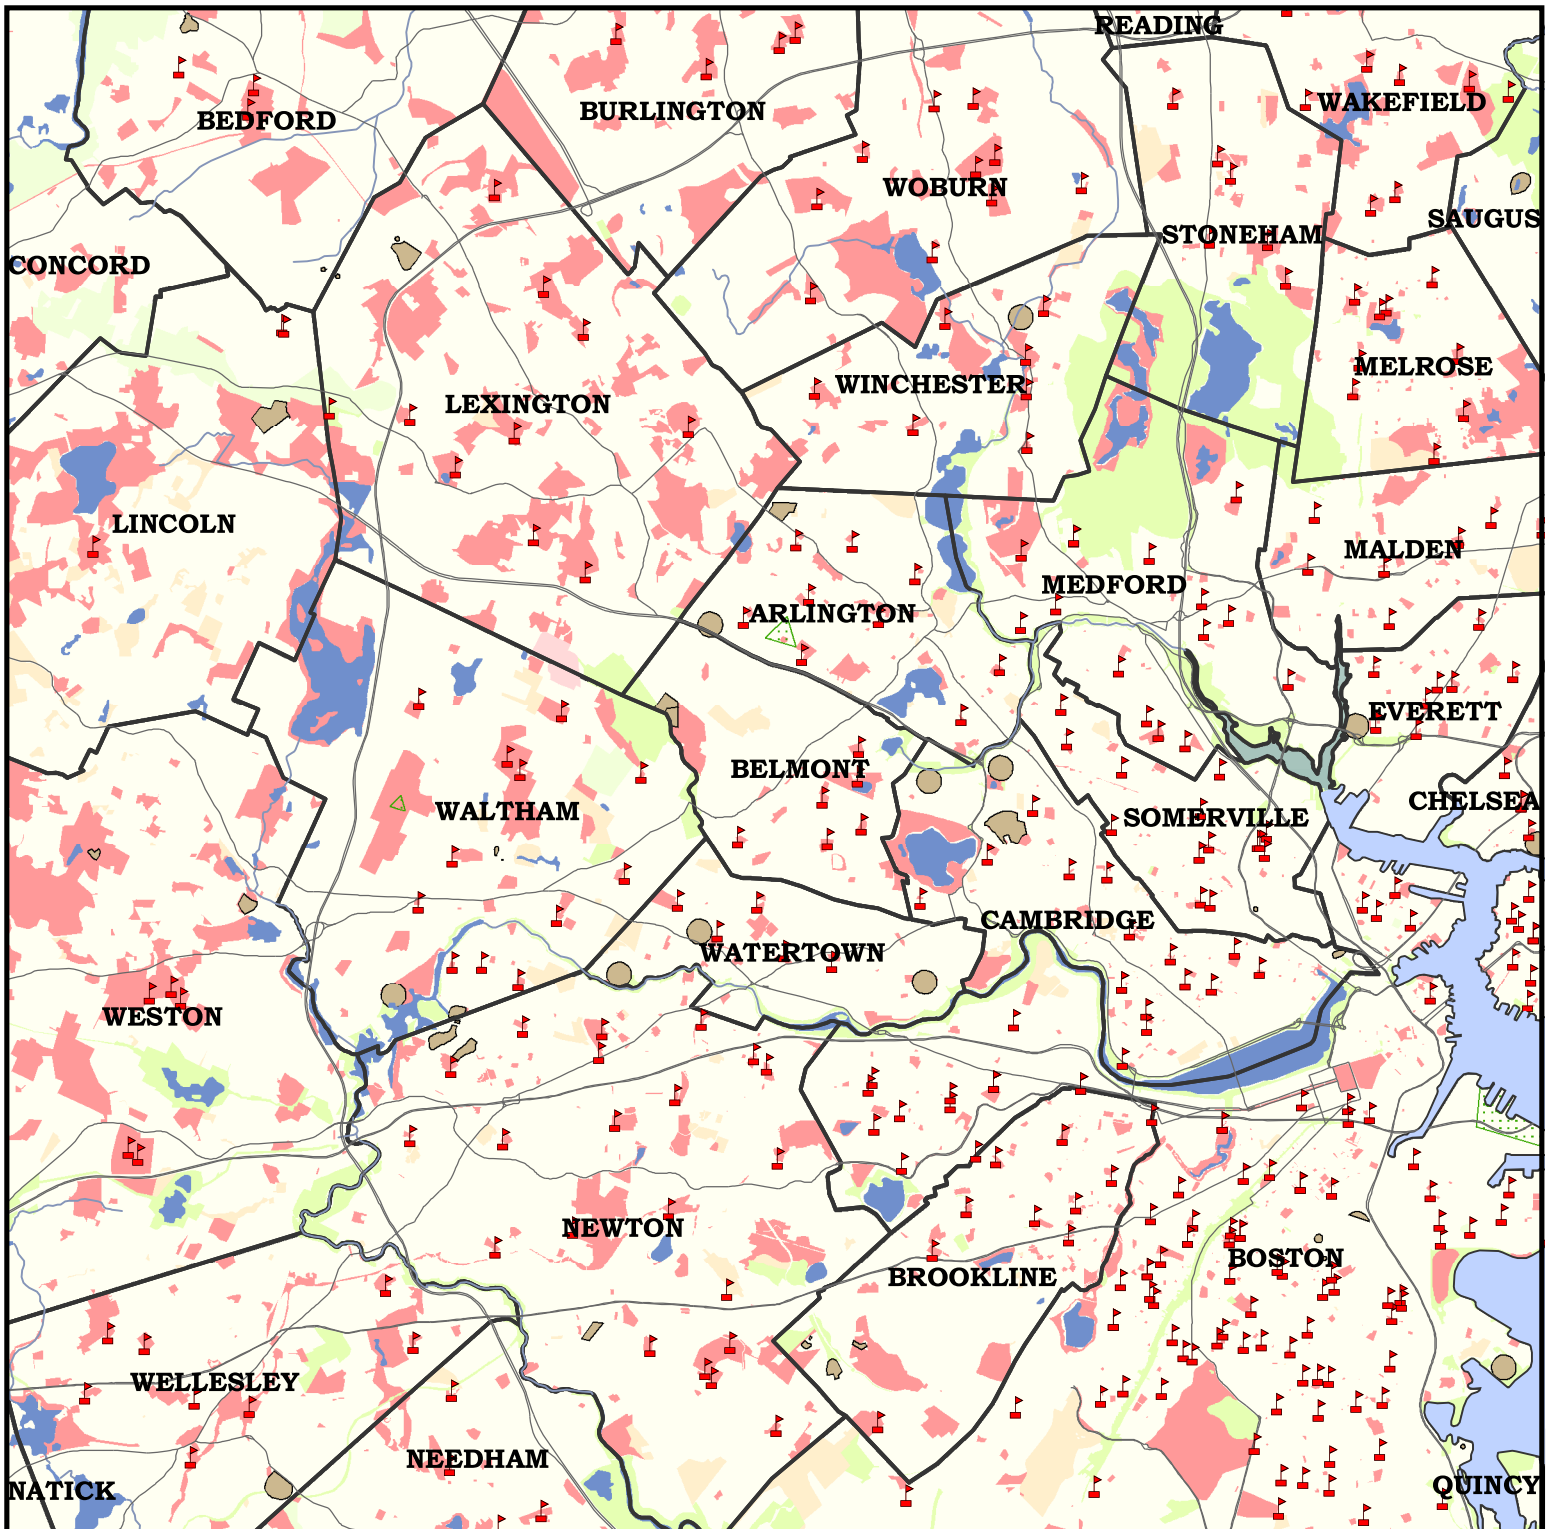 READING
WAKEFIELD
BURLINGTON
BEDFORD
WOBURN
SAUGUS
STONEHAM
CONCORD
MELROSE
WINCHESTER
LEXINGTON
LINCOLN
MALDEN
MEDFORD
ARLINGTON
EVERETT
BELMONT
CHELSEA
WALTHAM
SOMERVILLE
CAMBRIDGE
WATERTOWN
WESTON
NEWTON
BOSTON
BROOKLINE
WELLESLEY
NEEDHAM
NATICK
QUINCY